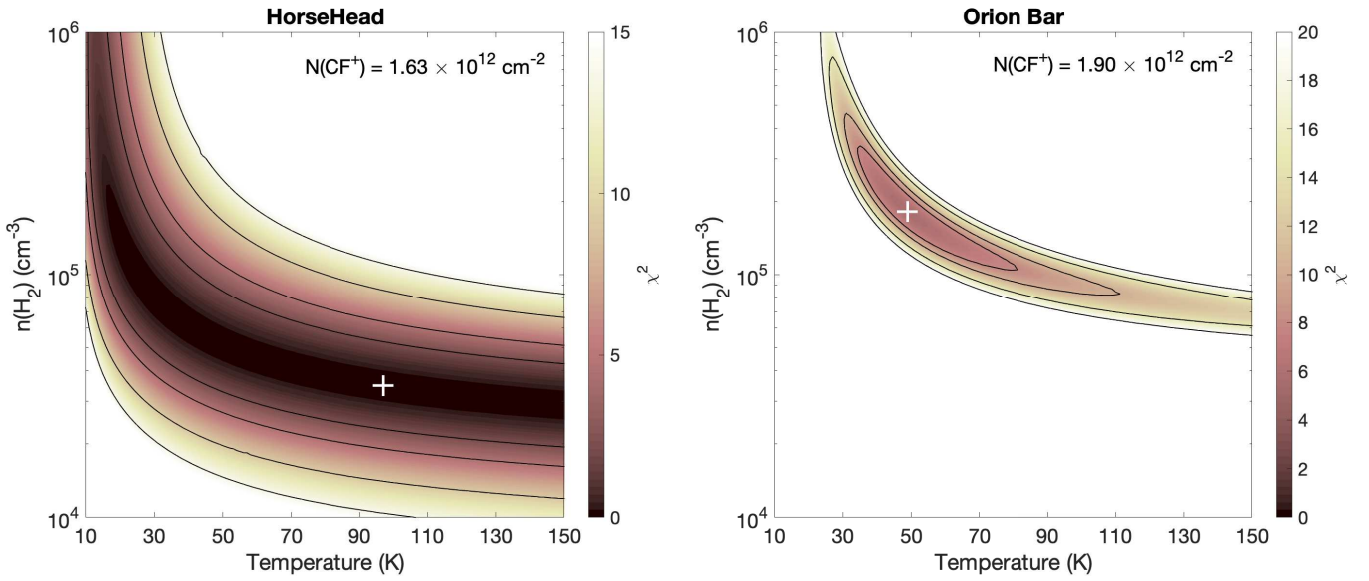 HorseHead
N(CF⁺) = 1.63 × 10¹² cm⁻²
10⁶
10⁵
10⁴
n(H₂) (cm⁻³)
10 30 50 70 90 110 130 150
Temperature (K)
15
10
5
0
χ²
Orion Bar
N(CF⁺) = 1.90 × 10¹² cm⁻²
10⁶
10⁵
10⁴
n(H₂) (cm⁻³)
10 30 50 70 90 110 130 150
Temperature (K)
20
18
16
14
12
10
8
6
4
2
0
χ²